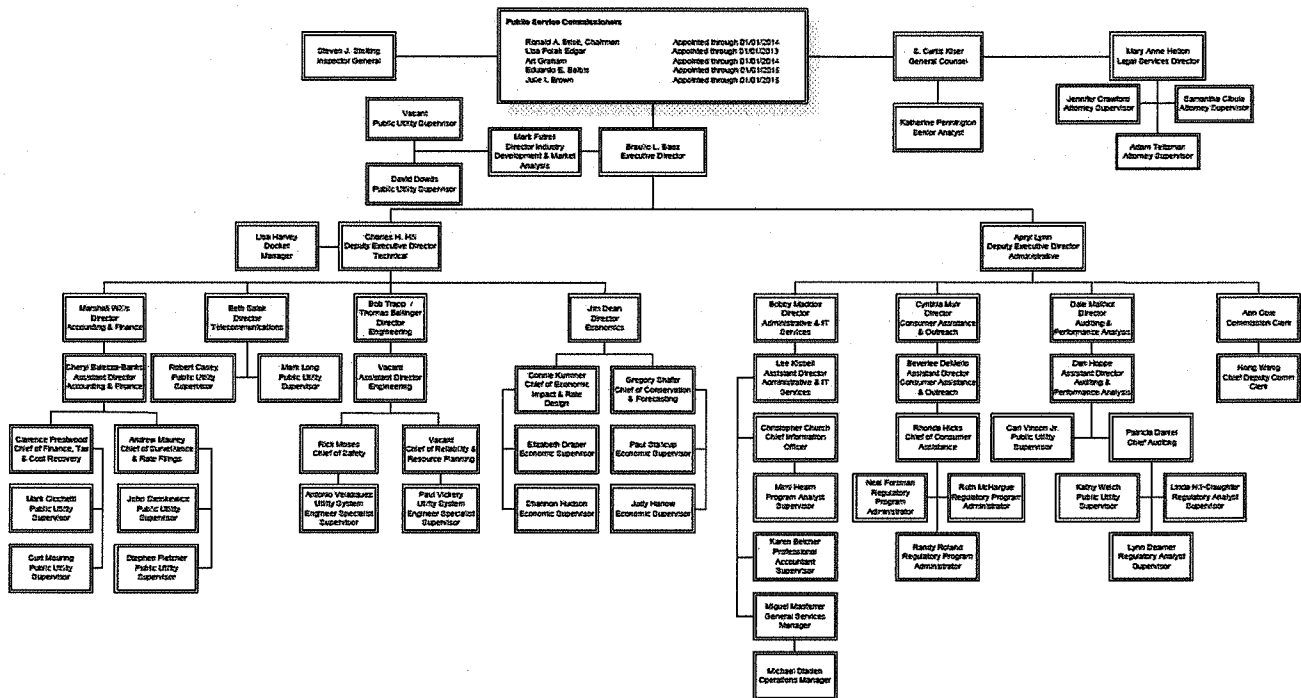 Public Service Commissioners
Ronald A. Brisé, Chairman Appointed through 01/01/2014
Lisa Polak Edgar Appointed through 01/01/2013
Art Graham Appointed through 01/01/2014
Eduardo E. Balbis Appointed through 01/01/2015
Julie I. Brown Appointed through 01/01/2015
Steven J. Stolting
Inspector General
S. Curtis Kiser
General Counsel
Mary Anne Helton
Legal Services Director
Jennifer Crawford
Attorney Supervisor
Samantha Cibula
Attorney Supervisor
Katherine Pennington
Senior Analyst
Adam Teitzman
Attorney Supervisor
Vacant
Public Utility Supervisor
Mark Futrell
Director Industry
Development & Market
Analysis
Braulio L. Baez
Executive Director
David Dowds
Public Utility Supervisor
Lisa Harvey
Docket
Manager
Charles H. Hill
Deputy Executive Director
Technical
Apryl Lynn
Deputy Executive Director
Administrative
Marshall Willis
Director
Accounting & Finance
Beth Salak
Director
Telecommunications
Bob Trapp /
Thomas Ballinger
Director
Engineering
Jim Dean
Director
Economics
Bobby Maddox
Director
Administrative & IT
Services
Cynthia Muir
Director
Consumer Assistance
& Outreach
Dale Mailhot
Director
Auditing &
Performance Analysis
Ann Cole
Commission Clerk
Cheryl Bulecza-Banks
Assistant Director
Accounting & Finance
Robert Casey
Public Utility
Supervisor
Mark Long
Public Utility
Supervisor
Vacant
Assistant Director
Engineering
Connie Kummer
Chief of Economic
Impact & Rate
Design
Gregory Shafer
Chief of Conservation
& Forecasting
Lee Kissell
Assistant Director
Administrative & IT
Services
Beverlee DeMello
Assistant Director
Consumer Assistance
& Outreach
Dan Hoppe
Assistant Director
Auditing &
Performance Analysis
Hong Wang
Chief Deputy Comm
Clerk
Clarence Prestwood
Chief of Finance, Tax
& Cost Recovery
Andrew Maurey
Chief of Surveillance
& Rate Filings
Rick Moses
Chief of Safety
Vacant
Chief of Reliability &
Resource Planning
Elizabeth Draper
Economic Supervisor
Paul Stallcup
Economic Supervisor
Christopher Church
Chief Information
Officer
Rhonda Hicks
Chief of Consumer
Assistance
Carl Vinson Jr.
Public Utility
Supervisor
Patricia Daniel
Chief Auditing
Mark Cicchetti
Public Utility
Supervisor
John
Public Utility
Supervisor
Antonio Velazquez
Utility System
Engineer Specialist
Supervisor
Paul Vickery
Utility System
Engineer Specialist
Supervisor
Shannon Hudson
Economic Supervisor
Judy Harlow
Economic Supervisor
Hearn
Program Analyst
Supervisor
Neal Forsman
Regulatory
Program
Administrator
Ruth McHargue
Regulatory Program
Administrator
Kathy Welch
Public Utility
Supervisor
Linda Hill-Slaughter
Regulatory Analyst
Supervisor
Curt Mouring
Public Utility
Supervisor
Stephen Fletcher
Public Utility
Supervisor
Karen Belcher
Professional
Accountant
Supervisor
Randy Roland
Regulatory Program
Administrator
Lynn Deamer
Regulatory Analyst
Supervisor
Miguel Masferrer
General Services
Manager
Michael Staden
Operations Manager